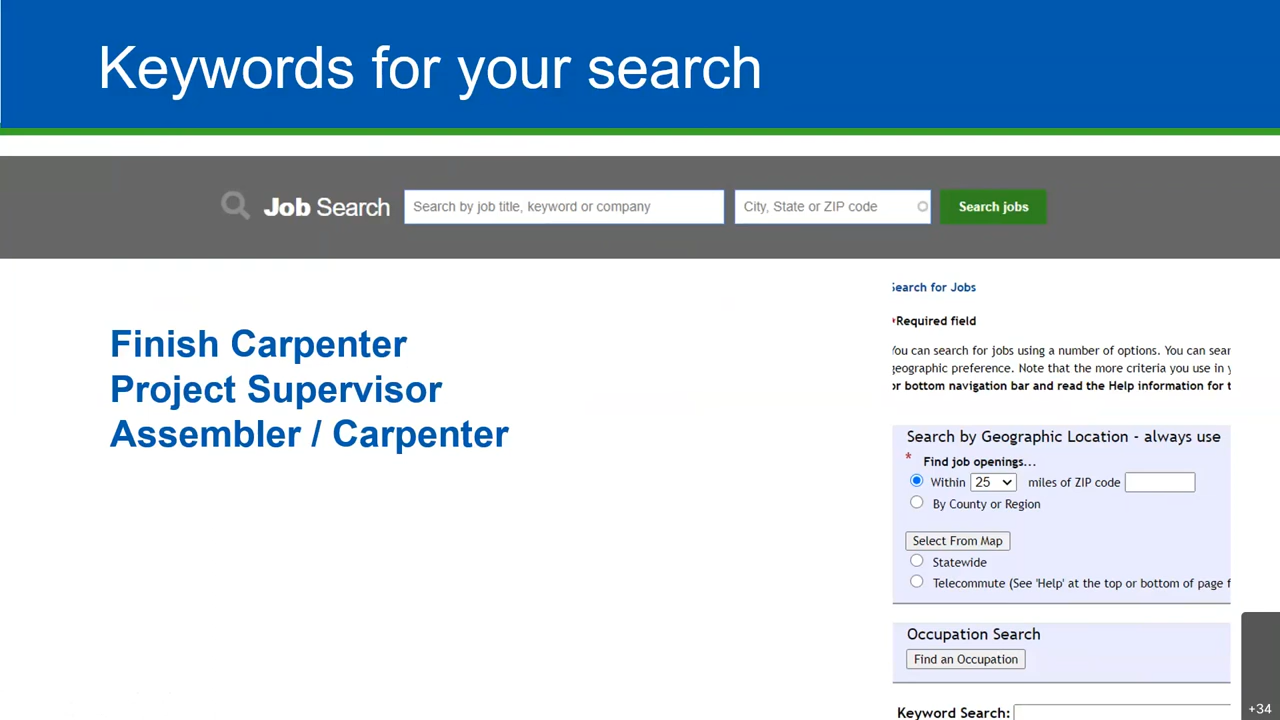 Keywords for your search
Job Search
Search by job title, keyword or company
City, State or ZIP code
Search jobs
Finish Carpenter
Project Supervisor
Assembler / Carpenter
Search for Jobs
*Required field
You can search for jobs using a number of options. You can sear
geographic preference. Note that the more criteria you use in y
or bottom navigation bar and read the Help information for t
Search by Geographic Location - always use
* Find job openings...
Within 25 miles of ZIP code
By County or Region
Select From Map
Statewide
Telecommute (See 'Help' at the top or bottom of page f
Occupation Search
Find an Occupation
Keyword Search:
+34